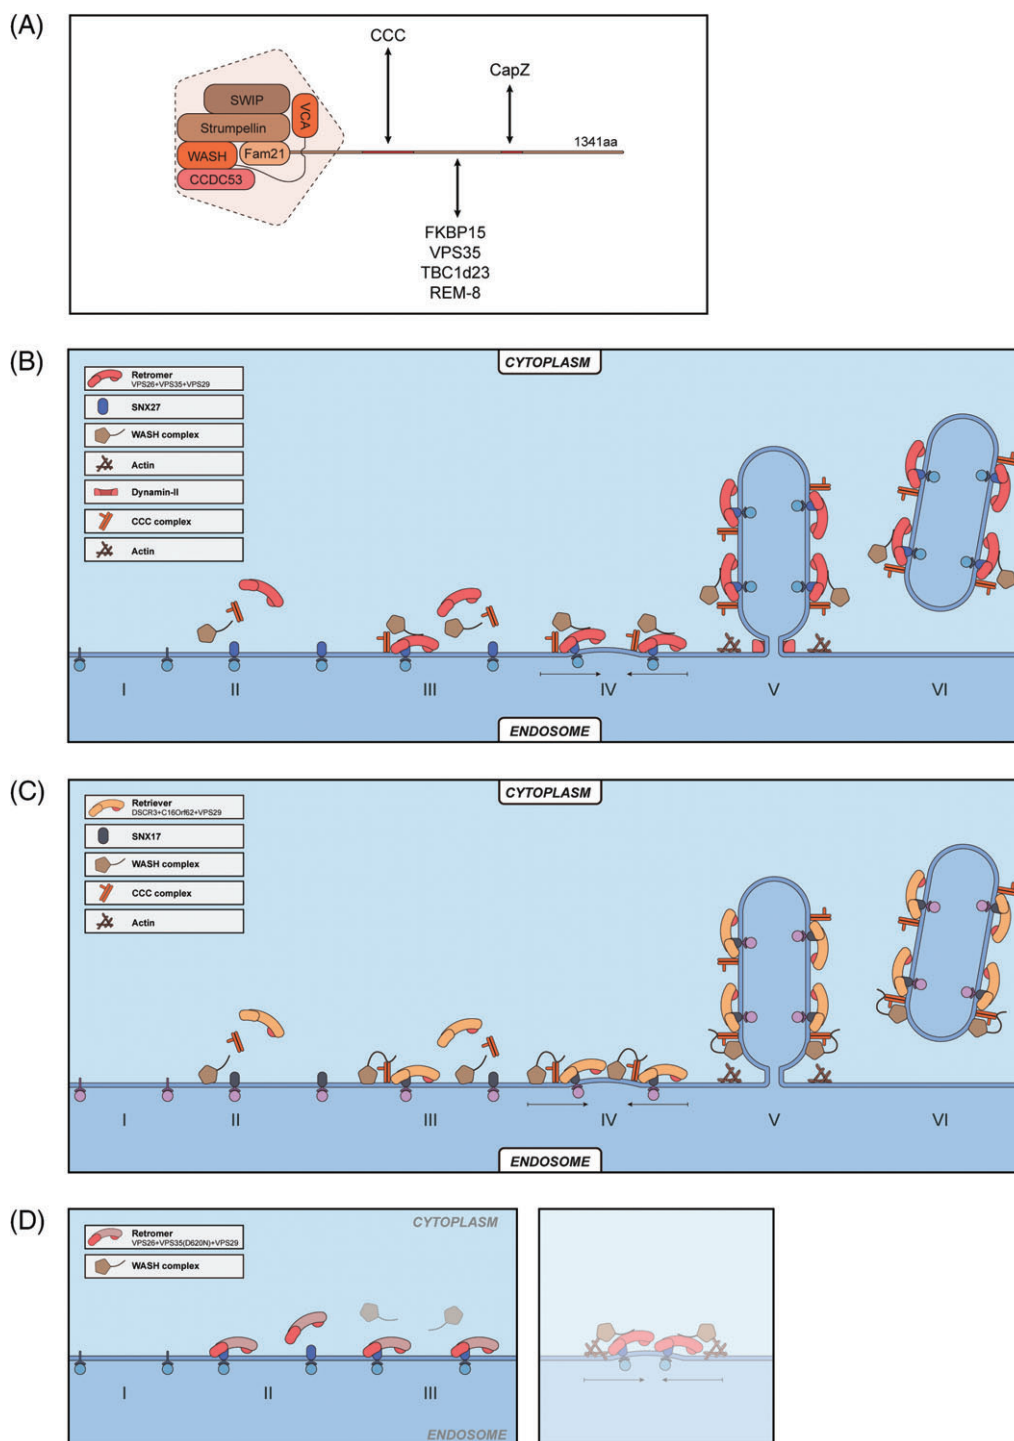 (A)
CCC
CapZ
SWIP
VCA
Strumpellin
1341aa
WASH
Fam21
CCDC53
FKBP15
VPS35
TBC1d23
REM-8
(B)
CYTOPLASM
Retromer
VPS26+VPS35+VPS29
SNX27
WASH complex
Actin
Dynamin-II
CCC complex
Actin
I II III IV V VI
ENDOSOME
(C)
CYTOPLASM
Retriever
DSCR3+C16Orf62+VPS29
SNX17
WASH complex
CCC complex
Actin
I II III IV V VI
ENDOSOME
(D)
CYTOPLASM
Retromer
VPS26+VPS35(D620N)+VPS29
WASH complex
I II III
ENDOSOME